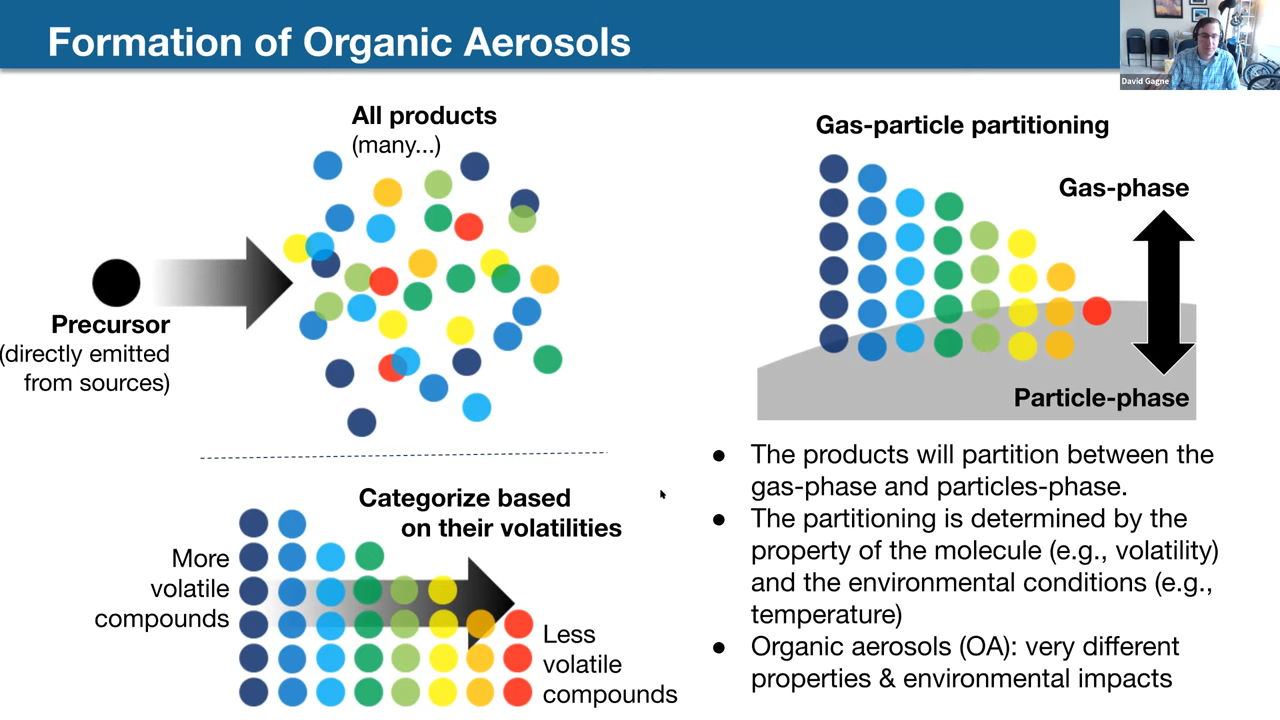 Formation of Organic Aerosols
David Gagne
All products
(many...)
Precursor
(directly emitted
from sources)
Categorize based
on their volatilities
More
volatile
compounds
Less
volatile
compounds
Gas-particle partitioning
Gas-phase
Particle-phase
● The products will partition between the
gas-phase and particles-phase.
● The partitioning is determined by the
property of the molecule (e.g., volatility)
and the environmental conditions (e.g.,
temperature)
● Organic aerosols (OA): very different
properties & environmental impacts